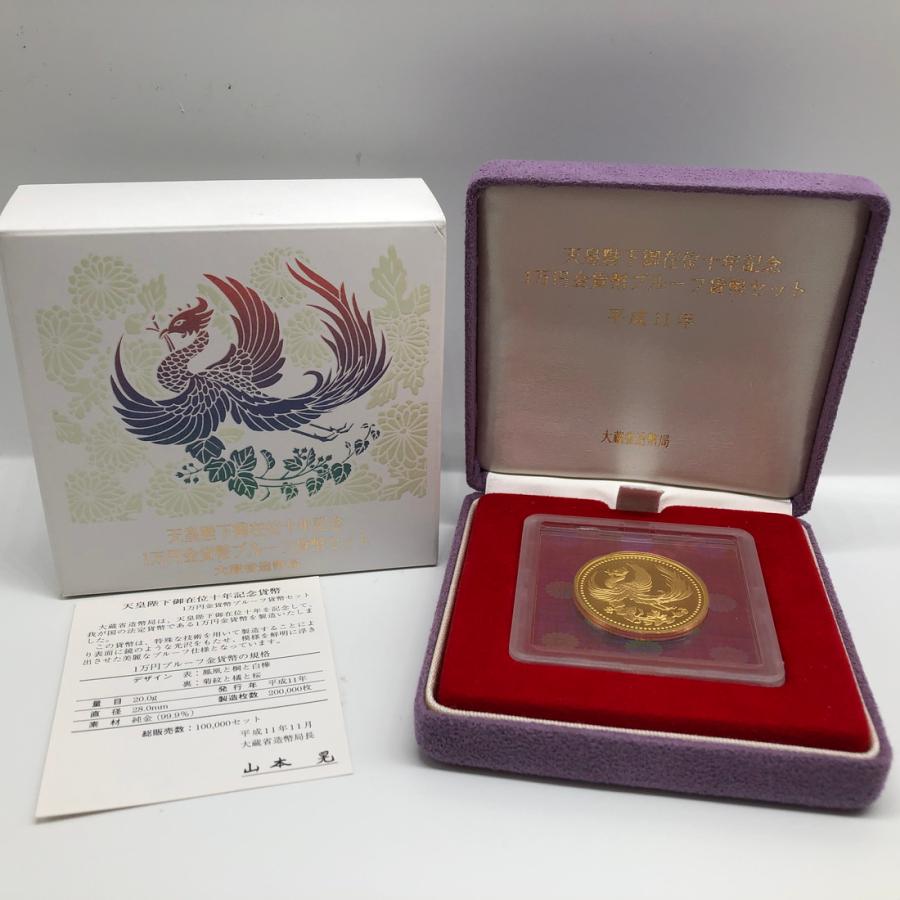 天皇陛下御在位十年記念
1万円金貨幣プルーフ貨幣セット
大蔵省造幣局
天皇陛下御在位十年記念
1万円金貨幣プルーフ貨幣セット
平成11年
大蔵省造幣局
天皇陛下御在位十年記念貨幣
1万円金貨幣プルーフ貨幣セット
大蔵省造幣局は、天皇陛下御在位十年を記念して、
我が国の法定貨幣である1万円金貨幣を製造いたしま
した。
この貨幣は、特殊な技術を用いて製造することによ
り表面に鏡のような光沢をもたせ、模様を鮮明に浮き
出させた美麗なプルーフ仕様となっています。
1万円プルーフ金貨幣の規格
デザイン 表：鳳凰と桐と白樺
裏：菊紋と橘と桜
量目 20.0g 発行年 平成11年
直径 28.0mm 製造枚数 200,000枚
素材 純金(99.9%)
総販売数：100,000セット
平成11年11月
大蔵省造幣局長
山本 晃